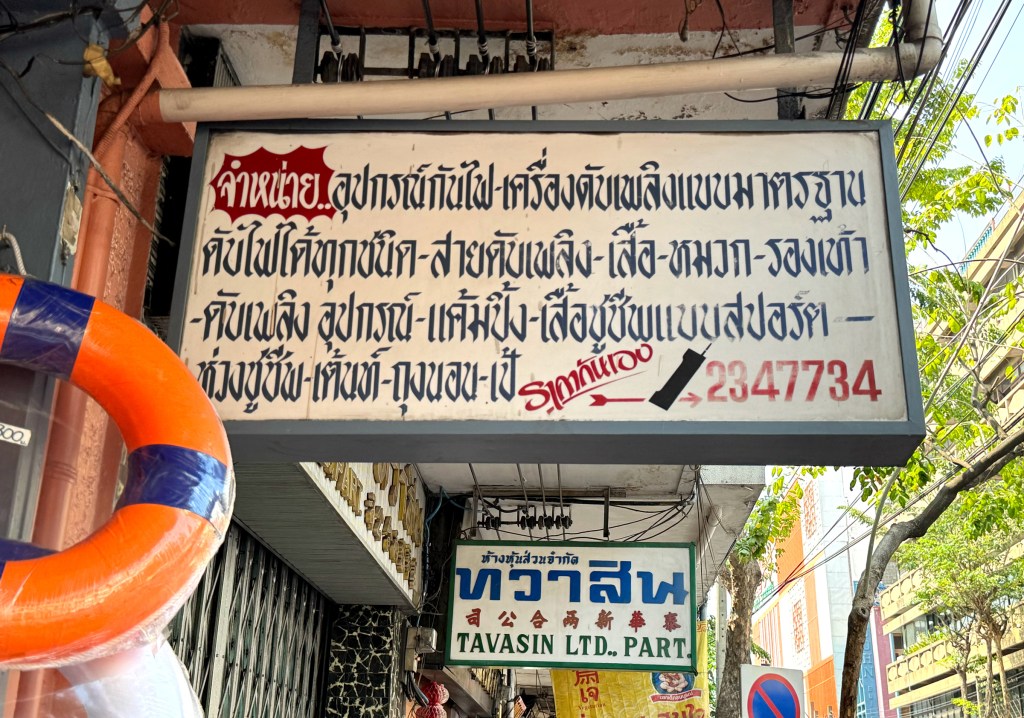 จำหน่าย..อุปกรณ์กันไฟ-เครื่องดับเพลิงแบบมาตรฐาน
ดับไฟได้ทุกชนิด-สายดับเพลิง-เสื้อ-หมวก-รองเท้า
-ดับเพลิง อุปกรณ์-แค้มปิ้ง-เสื้อชูชีพแบบสปอร์ต —
ห่วงชูชีพ-เต้นท์-ถุงนอน-เป้ ราคากันเอง 2347734
ห้างหุ้นส่วนจำกัด
ทวาสิน
司公合兩新華泰
TAVASIN LTD., PART.